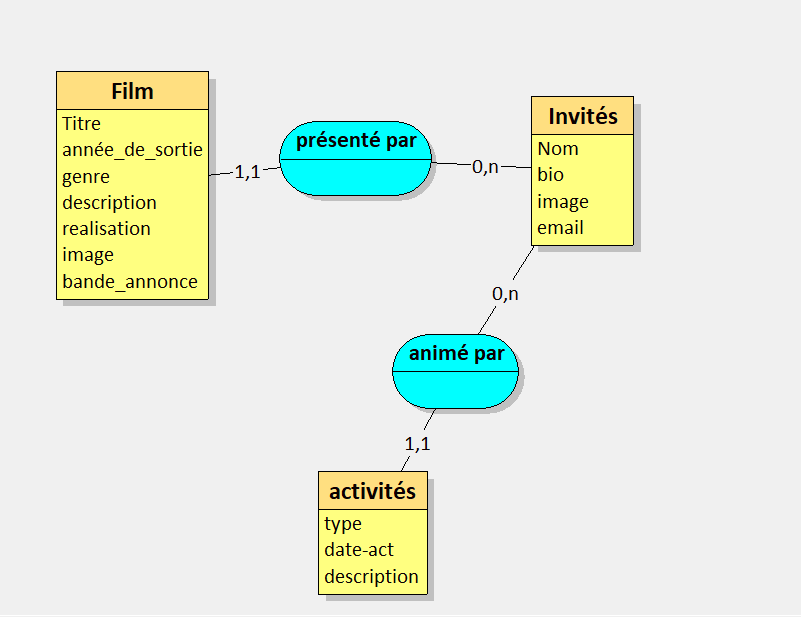 Film
Titre
année_de_sortie
genre
description
realisation
image
bande_annonce
1,1
présenté par
0,n
Invités
Nom
bio
image
email
0,n
animé par
1,1
activités
type
date-act
description